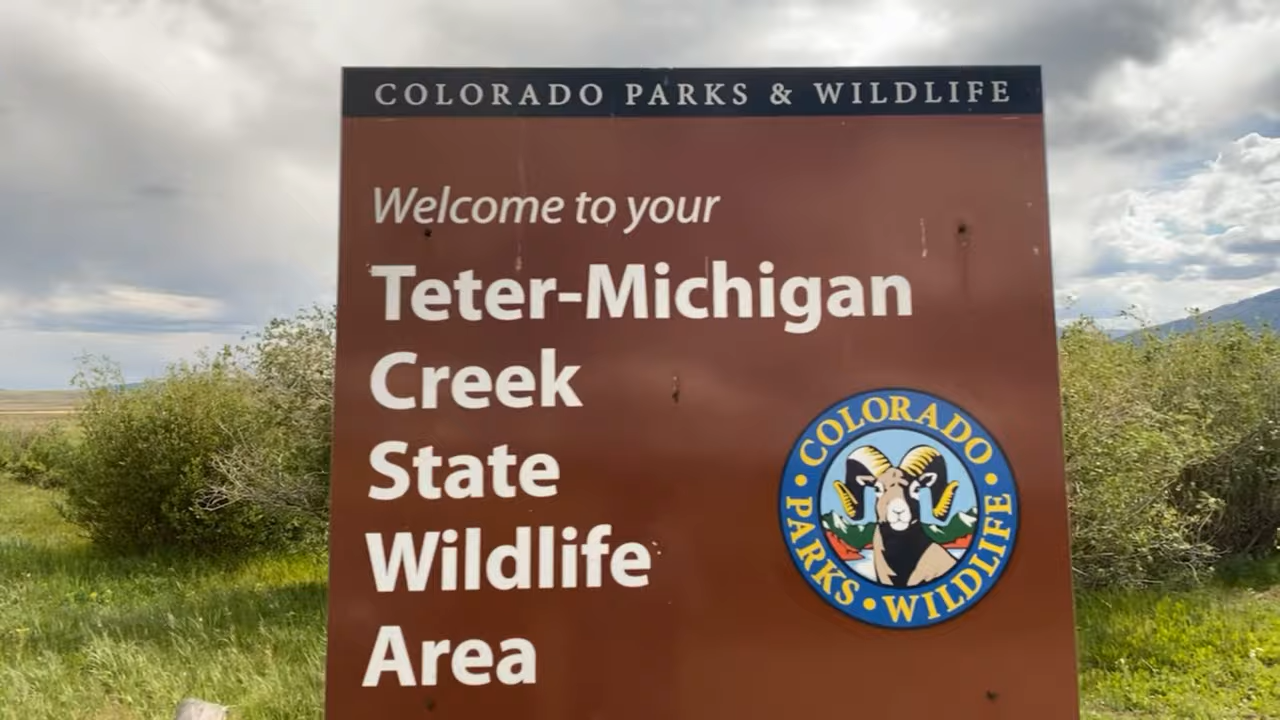 COLORADO PARKS & WILDLIFE
Welcome to your
Teter-Michigan
Creek
State
Wildlife
Area
COLORADO
PARKS • WILDLIFE